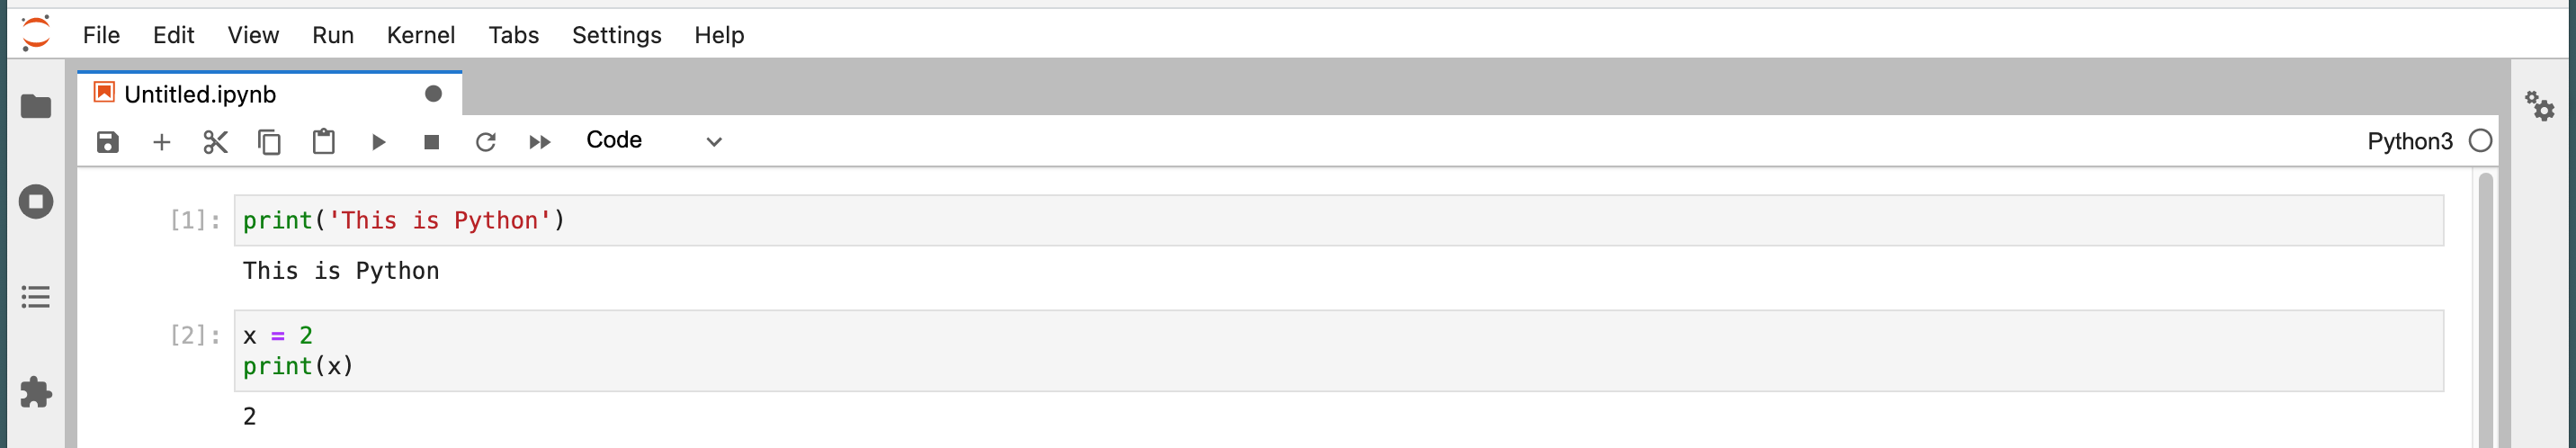 File Edit View Run Kernel Tabs Settings Help
Untitled.ipynb
Code Python3
[1]: print('This is Python')
This is Python
[2]: x = 2
print(x)
2